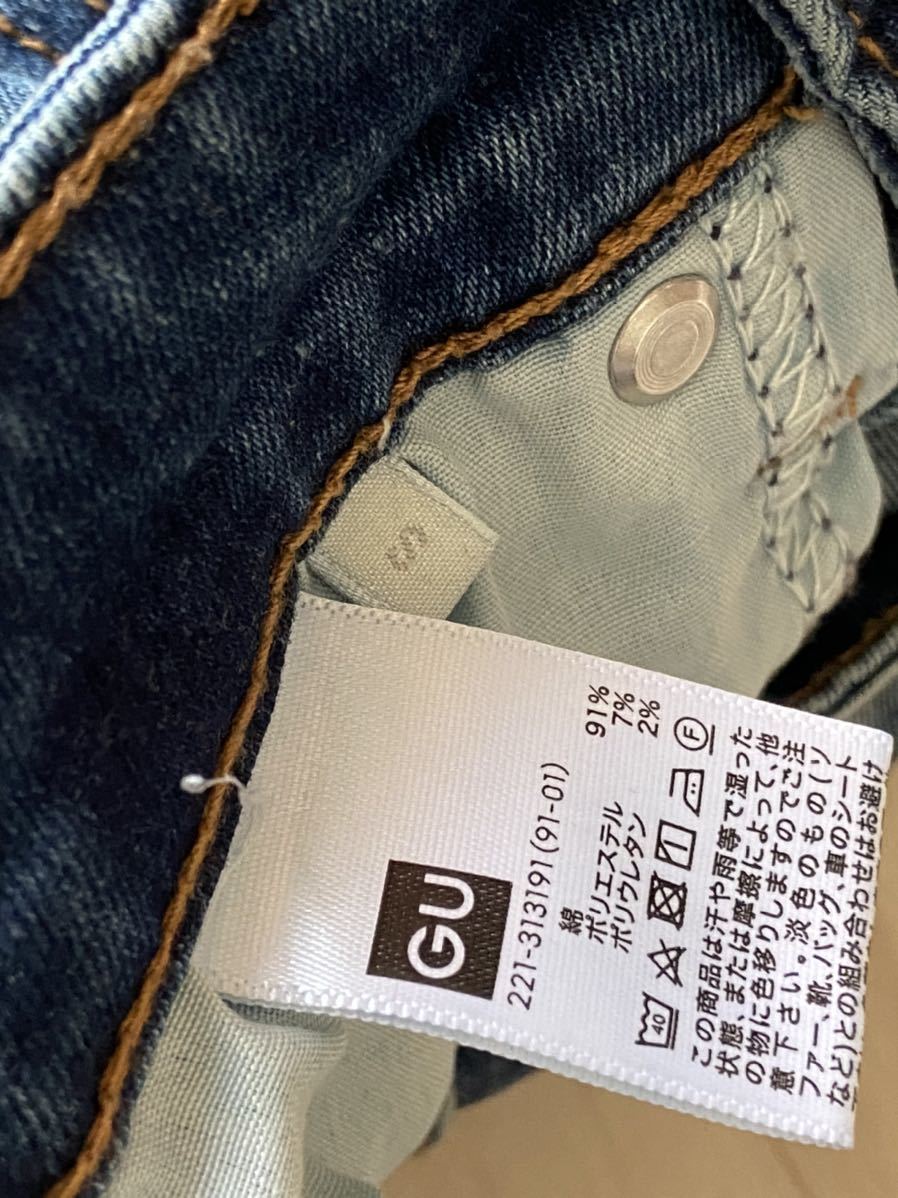 GU
221-313191(91-01)
綿 91%
ポリエステル 7%
ポリウレタン 2%
40
F
この商品は汗や雨等で湿った
状態、または摩擦によって、他
の物に色移りしますのでご注
意下さい。淡色のもの(ソ
ファー、靴、バッグ、車のシート
など)との組み合わせはお避け